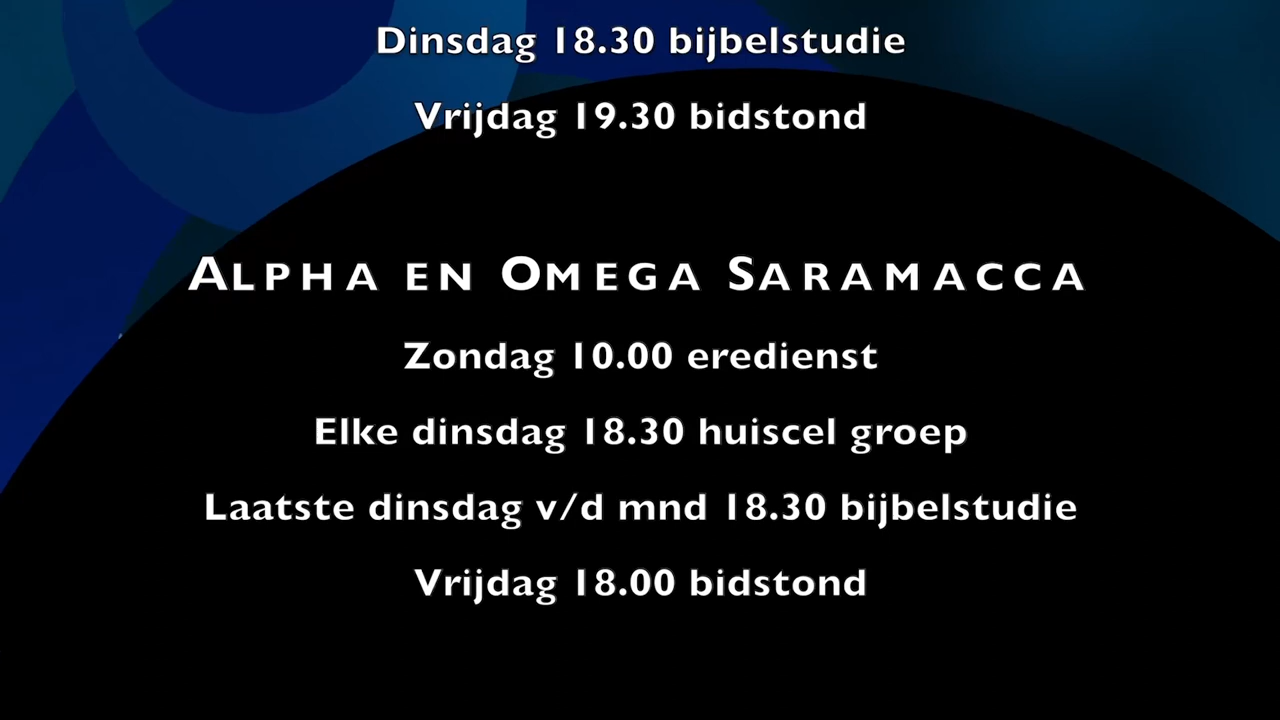 Dinsdag 18.30 bijbelstudie
Vrijdag 19.30 bidstond
Alpha en Omega Saramacca
Zondag 10.00 eredienst
Elke dinsdag 18.30 huiscel groep
Laatste dinsdag v/d mnd 18.30 bijbelstudie
Vrijdag 18.00 bidstond